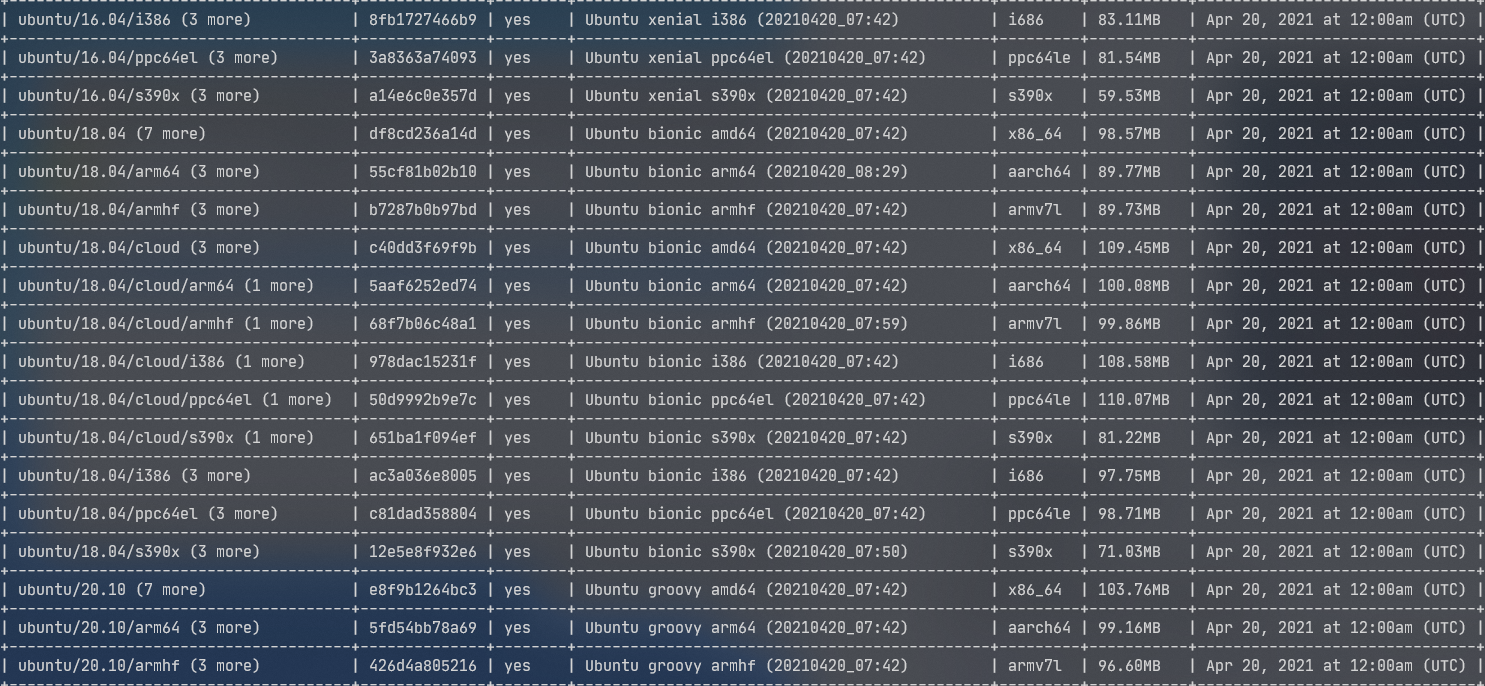 | ubuntu/16.04/i386 (3 more) | 8fb1727466b9 | yes | Ubuntu xenial i386 (20210420_07:42) | i686 | 83.11MB | Apr 20, 2021 at 12:00am (UTC) |
| ubuntu/16.04/ppc64el (3 more) | 3a8363a74093 | yes | Ubuntu xenial ppc64el (20210420_07:42) | ppc64le | 81.54MB | Apr 20, 2021 at 12:00am (UTC) |
| ubuntu/16.04/s390x (3 more) | a14e6c0e357d | yes | Ubuntu xenial s390x (20210420_07:42) | s390x | 59.53MB | Apr 20, 2021 at 12:00am (UTC) |
| ubuntu/18.04 (7 more) | df8cd236a14d | yes | Ubuntu bionic amd64 (20210420_07:42) | x86_64 | 98.57MB | Apr 20, 2021 at 12:00am (UTC) |
| ubuntu/18.04/arm64 (3 more) | 55cf81b02b10 | yes | Ubuntu bionic arm64 (20210420_08:29) | aarch64 | 89.77MB | Apr 20, 2021 at 12:00am (UTC) |
| ubuntu/18.04/armhf (3 more) | b7287b0b97bd | yes | Ubuntu bionic armhf (20210420_07:42) | armv7l | 89.73MB | Apr 20, 2021 at 12:00am (UTC) |
| ubuntu/18.04/cloud (3 more) | c40dd3f69f9b | yes | Ubuntu bionic amd64 (20210420_07:42) | x86_64 | 109.45MB | Apr 20, 2021 at 12:00am (UTC) |
| ubuntu/18.04/cloud/arm64 (1 more) | 5aaf6252ed74 | yes | Ubuntu bionic arm64 (20210420_07:42) | aarch64 | 100.08MB | Apr 20, 2021 at 12:00am (UTC) |
| ubuntu/18.04/cloud/armhf (1 more) | 68f7b06c48a1 | yes | Ubuntu bionic armhf (20210420_07:59) | armv7l | 99.86MB | Apr 20, 2021 at 12:00am (UTC) |
| ubuntu/18.04/cloud/i386 (1 more) | 978dac15231f | yes | Ubuntu bionic i386 (20210420_07:42) | i686 | 108.58MB | Apr 20, 2021 at 12:00am (UTC) |
| ubuntu/18.04/cloud/ppc64el (1 more) | 50d9992b9e7c | yes | Ubuntu bionic ppc64el (20210420_07:42) | ppc64le | 110.07MB | Apr 20, 2021 at 12:00am (UTC) |
| ubuntu/18.04/cloud/s390x (1 more) | 651ba1f094ef | yes | Ubuntu bionic s390x (20210420_07:42) | s390x | 81.22MB | Apr 20, 2021 at 12:00am (UTC) |
| ubuntu/18.04/i386 (3 more) | ac3a036e8005 | yes | Ubuntu bionic i386 (20210420_07:42) | i686 | 97.75MB | Apr 20, 2021 at 12:00am (UTC) |
| ubuntu/18.04/ppc64el (3 more) | c81dad358804 | yes | Ubuntu bionic ppc64el (20210420_07:42) | ppc64le | 98.71MB | Apr 20, 2021 at 12:00am (UTC) |
| ubuntu/18.04/s390x (3 more) | 12e5e8f932e6 | yes | Ubuntu bionic s390x (20210420_07:50) | s390x | 71.03MB | Apr 20, 2021 at 12:00am (UTC) |
| ubuntu/20.10 (7 more) | e8f9b1264bc3 | yes | Ubuntu groovy amd64 (20210420_07:42) | x86_64 | 103.76MB | Apr 20, 2021 at 12:00am (UTC) |
| ubuntu/20.10/arm64 (3 more) | 5fd54bb78a69 | yes | Ubuntu groovy arm64 (20210420_07:42) | aarch64 | 99.16MB | Apr 20, 2021 at 12:00am (UTC) |
| ubuntu/20.10/armhf (3 more) | 426d4a805216 | yes | Ubuntu groovy armhf (20210420_07:42) | armv7l | 96.60MB | Apr 20, 2021 at 12:00am (UTC) |